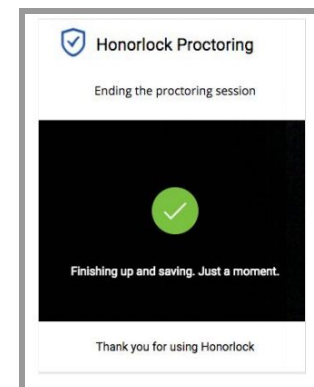 Honorlock Proctoring
Ending the proctoring session
Finishing up and saving. Just a moment.
Thank you for using Honorlock